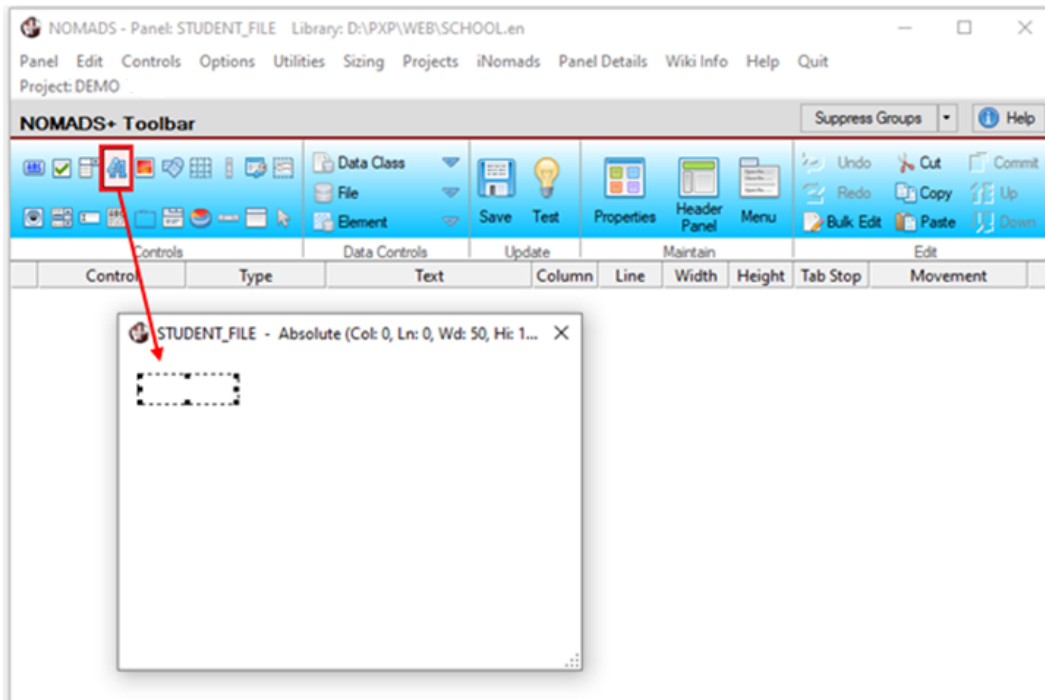 NOMADS - Panel: STUDENT_FILE Library: D:\PXP\WEB\SCHOOL.en
Panel Edit Controls Options Utilities Sizing Projects iNomads Panel Details Wiki Info Help Quit
Project: DEMO
NOMADS+ Toolbar Suppress Groups Help
Data Class Undo Cut Commit
File Redo Copy Up
Element Save Test Properties Header Panel Menu Bulk Edit Paste Down
Controls Data Controls Update Maintain Edit
Control Type Text Column Line Width Height Tab Stop Movement
STUDENT_FILE - Absolute (Col: 0, Ln: 0, Wd: 50, Hi: 1...